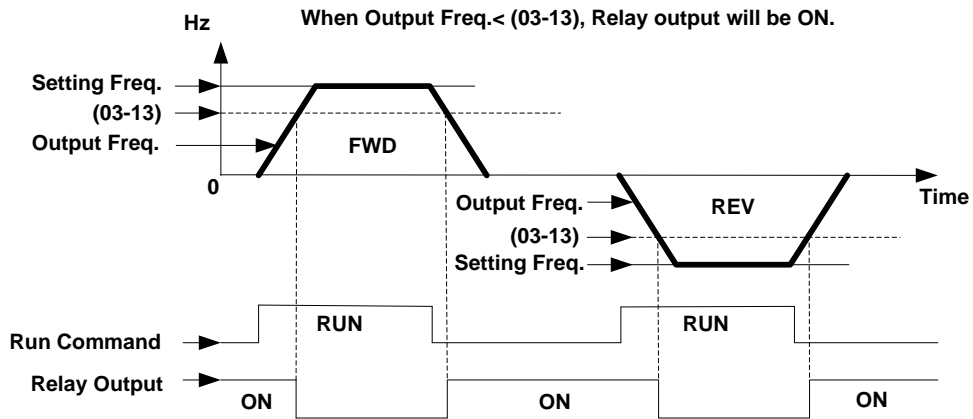 When Output Freq.< (03-13), Relay output will be ON.
Hz
Setting Freq.
(03-13)
Output Freq.
FWD
0
Time
Output Freq.
REV
(03-13)
Setting Freq.
RUN
RUN
Run Command
Relay Output
ON
ON
ON